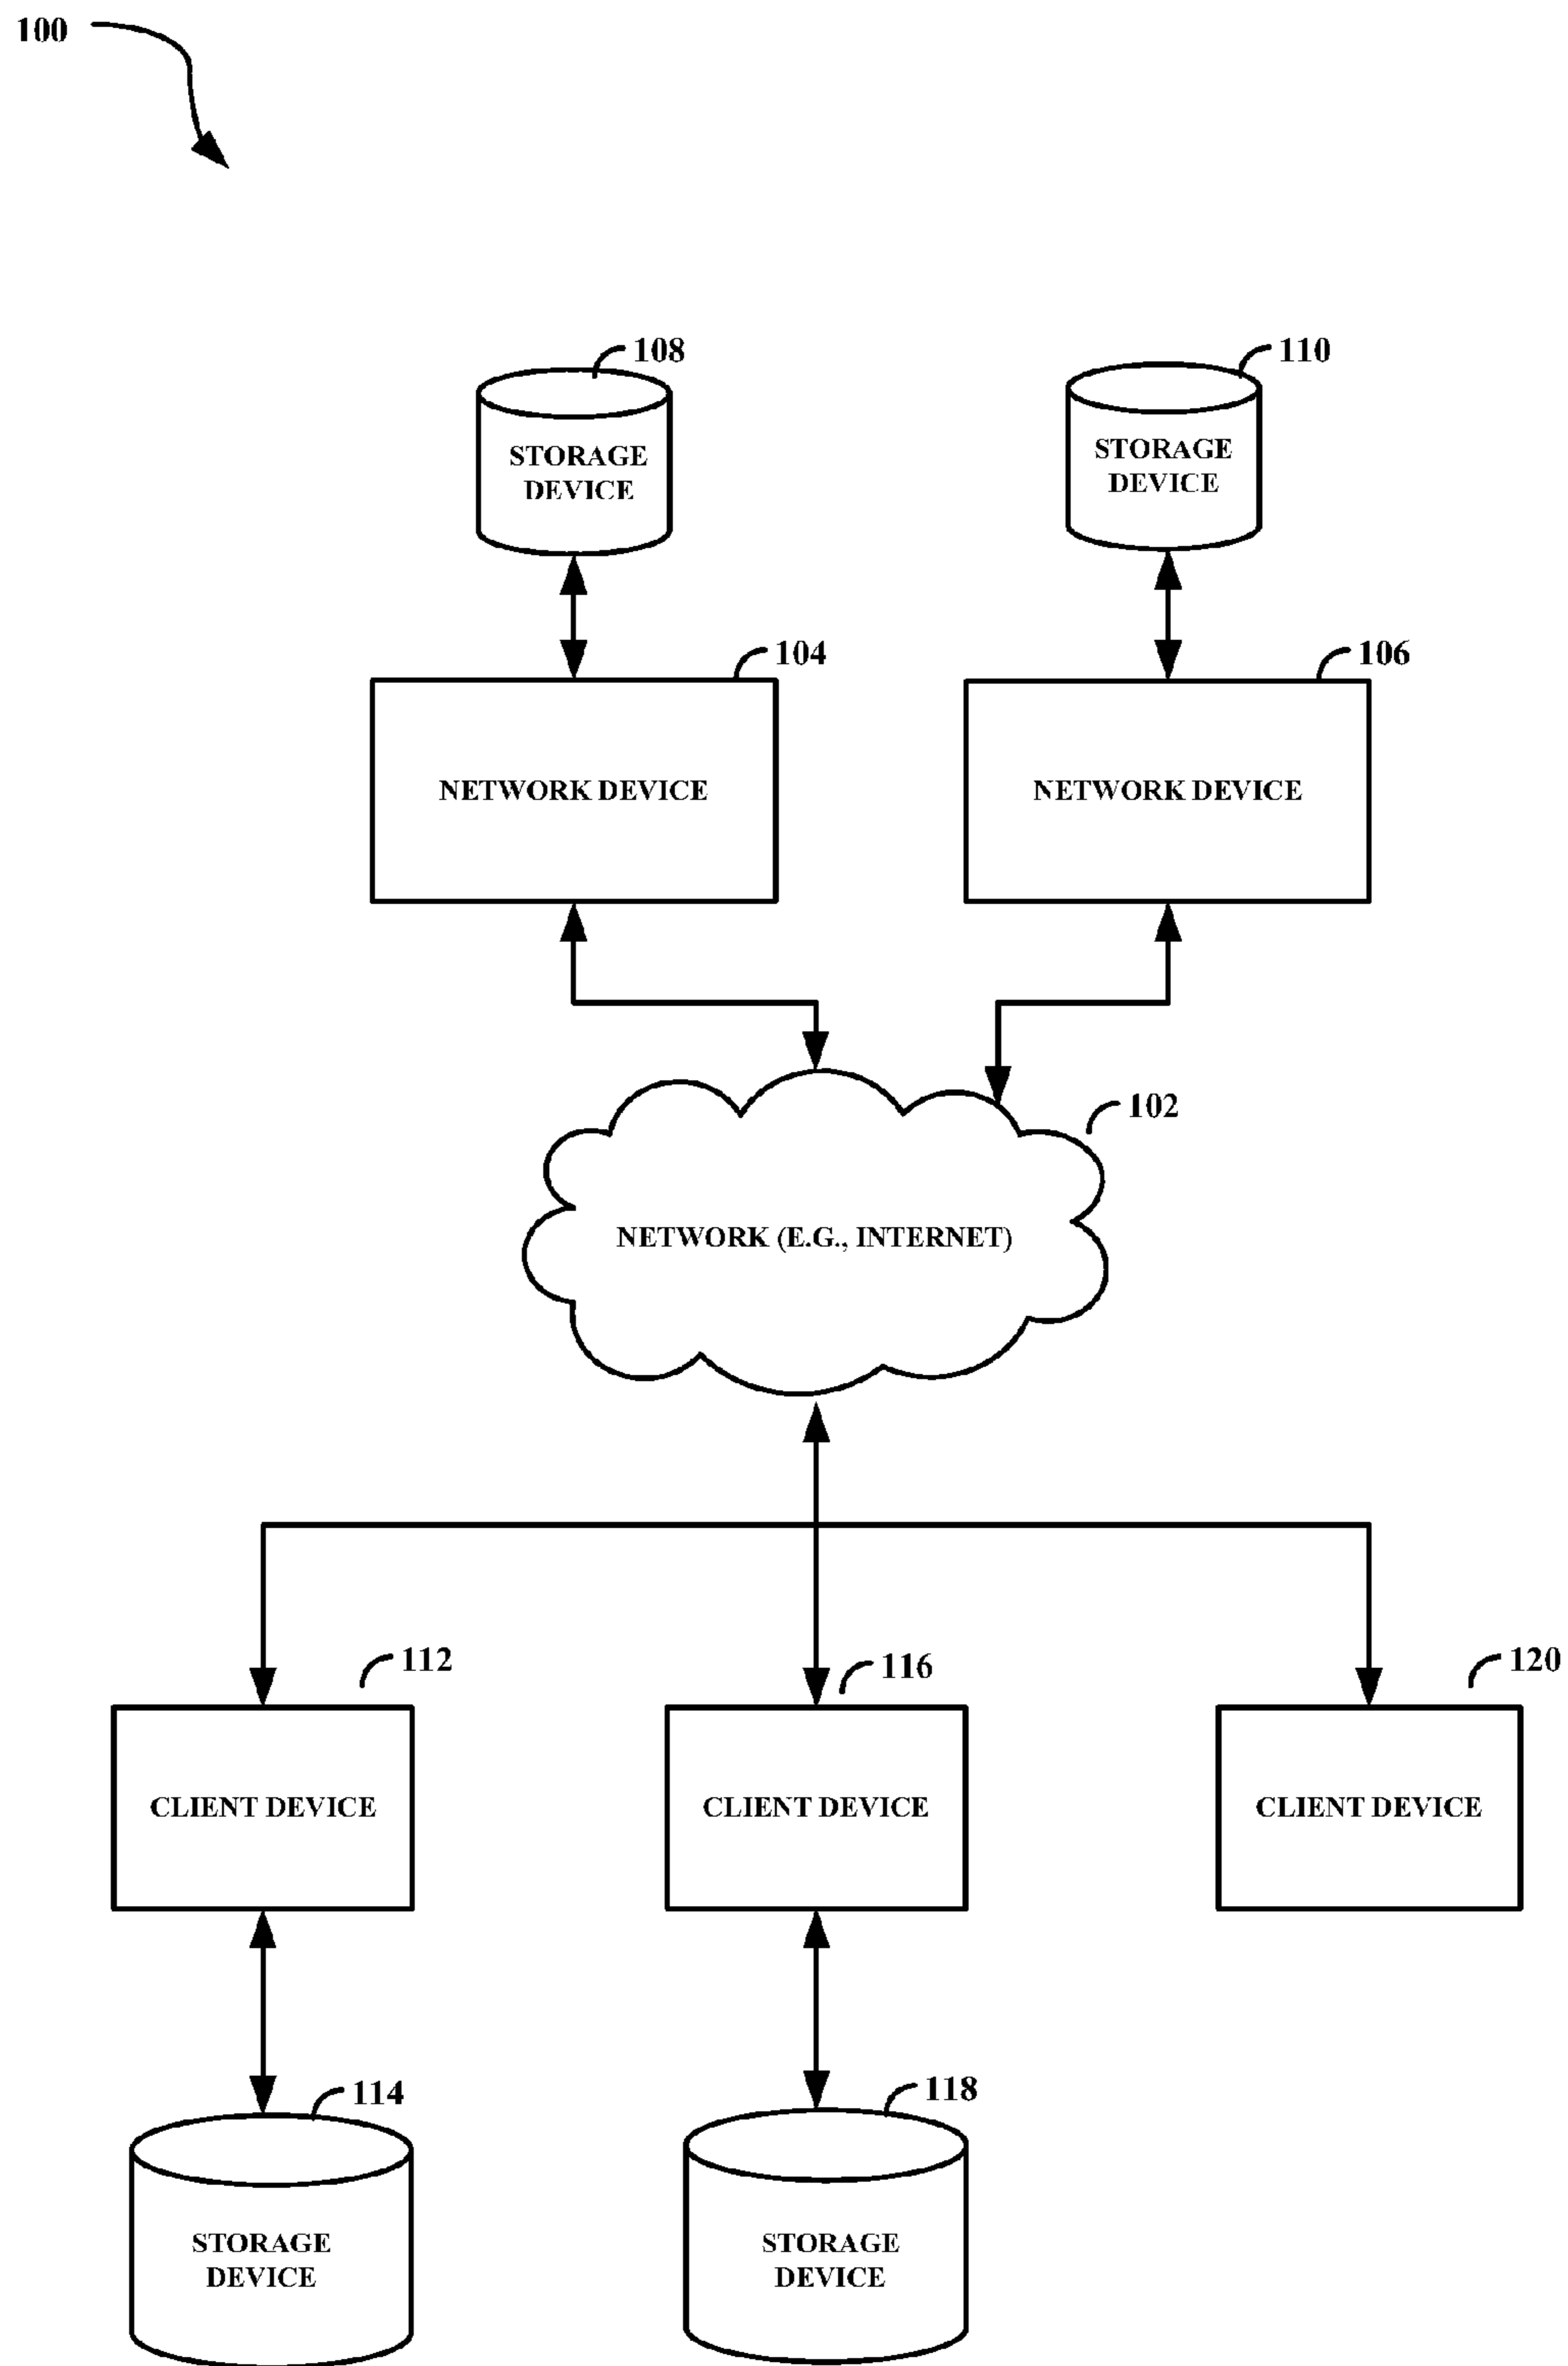 100
108
110
STORAGE
DEVICE
STORAGE
DEVICE
104
106
NETWORK DEVICE
NETWORK DEVICE
102
NETWORK (E.G., INTERNET)
112
116
120
CLIENT DEVICE
CLIENT DEVICE
CLIENT DEVICE
114
118
STORAGE
DEVICE
STORAGE
DEVICE